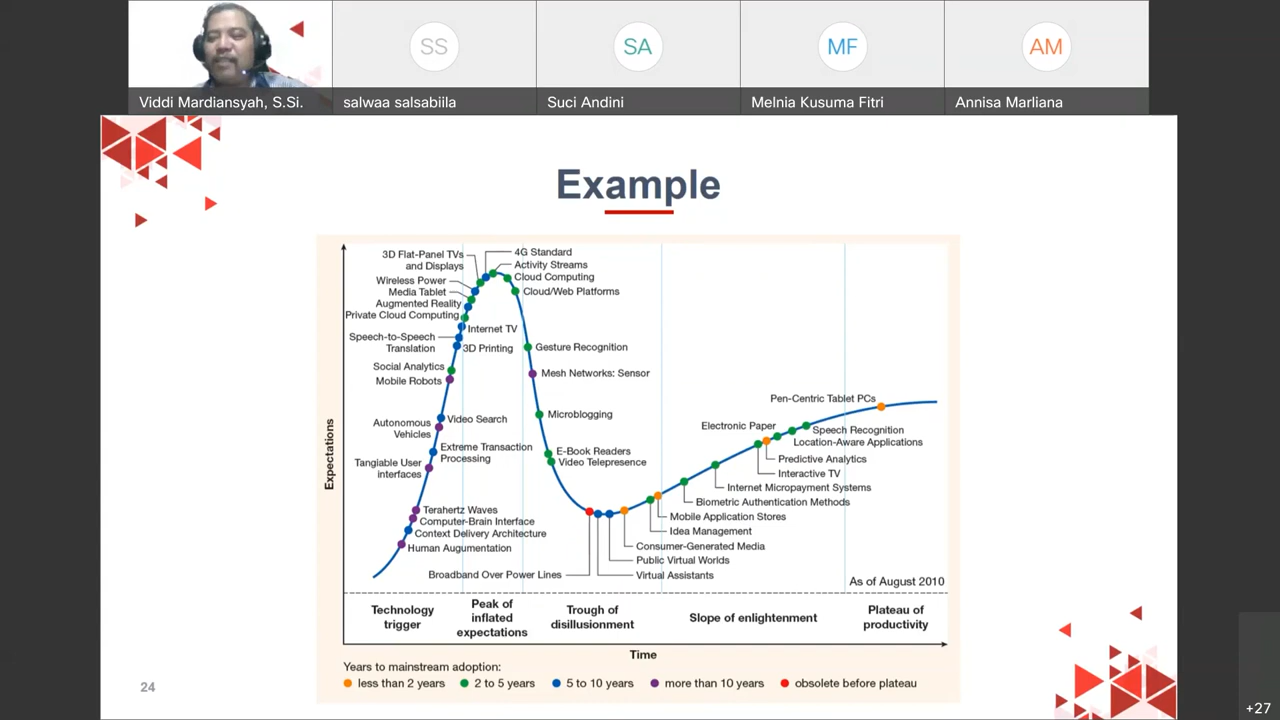 SS
SA
MF
AM
Viddi Mardiansyah, S.Si.
salwaa salsabiila
Suci Andini
Melnia Kusuma Fitri
Annisa Marliana
Example
3D Flat-Panel TVs
and Displays
4G Standard
Activity Streams
Wireless Power
Cloud Computing
Media Tablet
Cloud/Web Platforms
Augmented Reality
Private Cloud Computing
Internet TV
Speech-to-Speech
Translation
3D Printing
Gesture Recognition
Social Analytics
Mobile Robots
Mesh Networks: Sensor
Autonomous
Vehicles
Video Search
Microblogging
Extreme Transaction
Processing
E-Book Readers
Video Telepresence
Tangiable User
interfaces
Terahertz Waves
Computer-Brain Interface
Context Delivery Architecture
Human Augumentation
Broadband Over Power Lines
Pen-Centric Tablet PCs
Electronic Paper
Speech Recognition
Location-Aware Applications
Predictive Analytics
Interactive TV
Internet Micropayment Systems
Biometric Authentication Methods
Mobile Application Stores
Idea Management
Consumer-Generated Media
Public Virtual Worlds
Virtual Assistants
As of August 2010
Expectations
Technology
trigger
Peak of
inflated
expectations
Trough of
disillusionment
Slope of enlightenment
Plateau of
productivity
Time
Years to mainstream adoption:
less than 2 years
2 to 5 years
5 to 10 years
more than 10 years
obsolete before plateau
24
+27